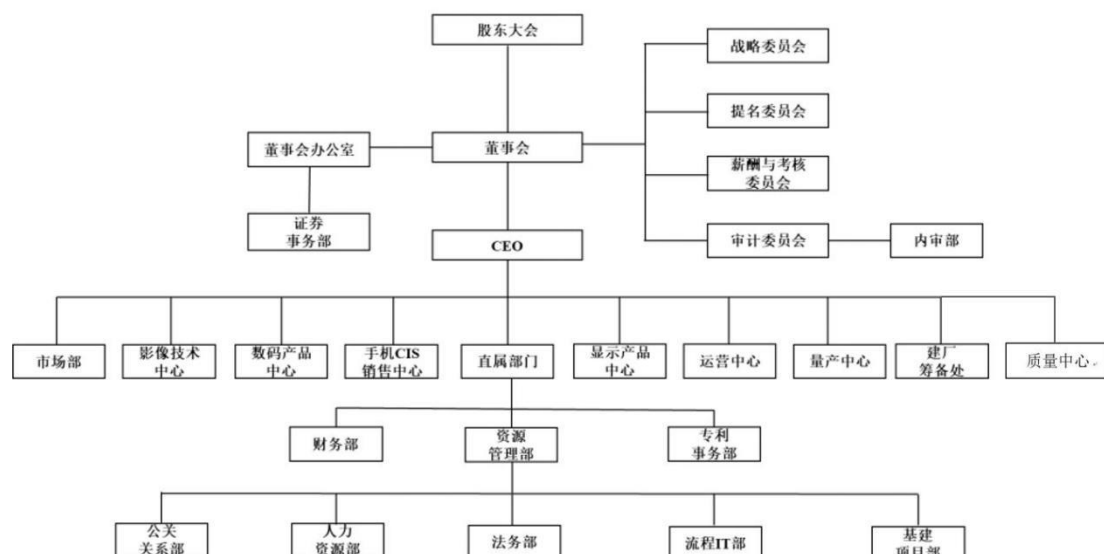 股东大会
战略委员会
提名委员会
董事会办公室
董事会
薪酬与考核
委员会
证券
事务部
CEO
审计委员会
内审部
市场部
影像技术
中心
数码产品
中心
手机CIS
销售中心
直属部门
显示产品
中心
运营中心
量产中心
建厂
筹备处
质量中心
财务部
资源
管理部
专利
事务部
公关
关系部
人力
资源部
法务部
流程IT部
基建
项目部